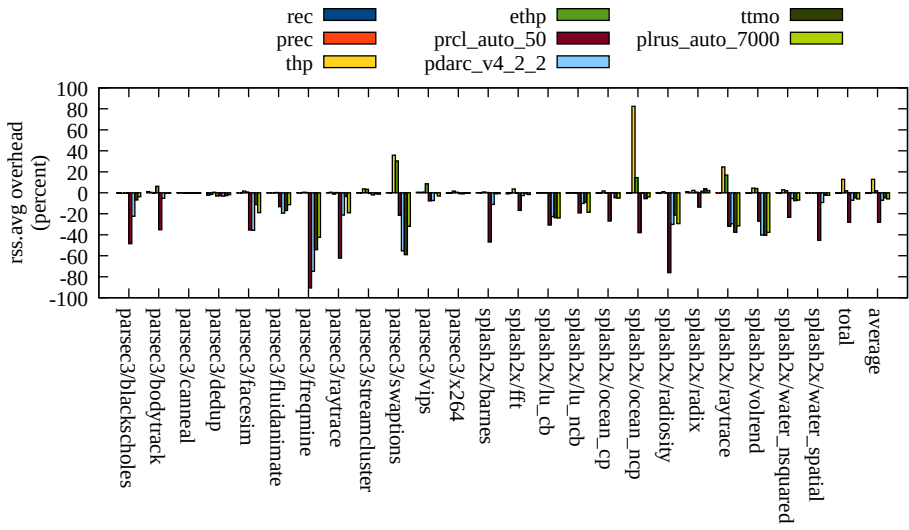 rec
prec
thp
ethp
prcl_auto_50
pdarc_v4_2_2
ttmo
plrus_auto_7000
rss.avg overhead
(percent)
100
80
60
40
20
0
-20
-40
-60
-80
-100
parsec3/blackscholes
parsec3/bodytrack
parsec3/canneal
parsec3/dedup
parsec3/facesim
parsec3/fluidanimate
parsec3/freqmine
parsec3/raytrace
parsec3/streamcluster
parsec3/swaptions
parsec3/vips
parsec3/x264
splash2x/barnes
splash2x/fft
splash2x/lu_cb
splash2x/lu_ncb
splash2x/ocean_cp
splash2x/ocean_ncp
splash2x/radiosity
splash2x/radix
splash2x/raytrace
splash2x/volrend
splash2x/water_nsquared
splash2x/water_spatial
total
average